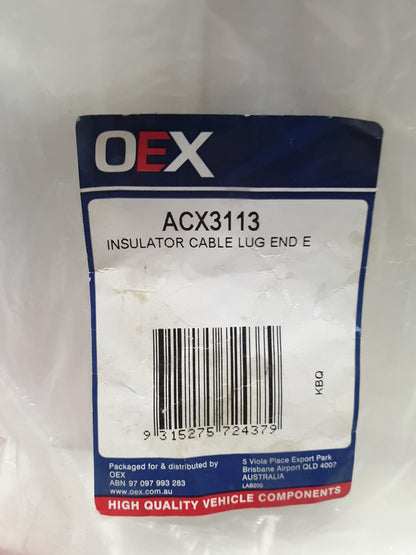 OEX
ACX3113
INSULATOR CABLE LUG END E
KBQ
9 315275 724379
Packaged for & distributed by
OEX
ABN 97 097 993 283
www.oex.com.au
5 Viola Place Export Park
Brisbane Airport QLD 4007
AUSTRALIA
LAB200
HIGH QUALITY VEHICLE COMPONENTS